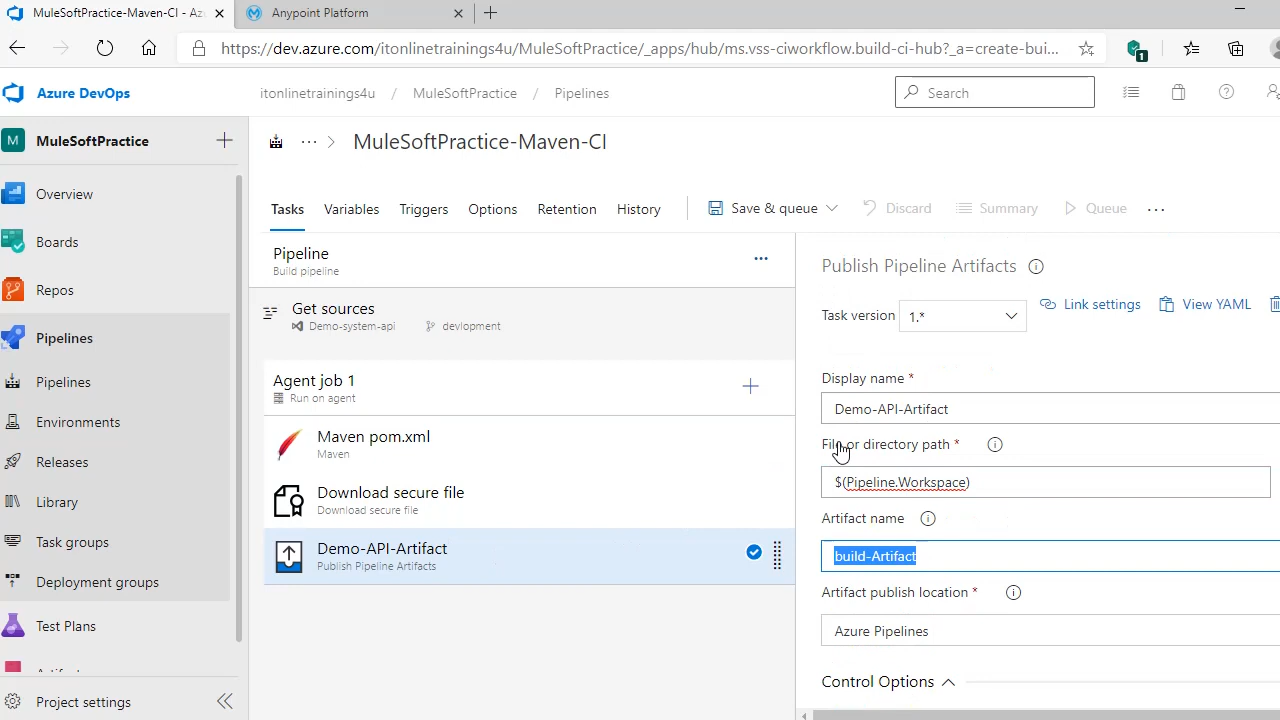 MuleSoftPractice-Maven-CI - Az
Anypoint Platform
https://dev.azure.com/itonlinetrainings4u/MuleSoftPractice/_apps/hub/ms.vss-ciworkflow.build-ci-hub?_a=create-bui...
1
Azure DevOps
itonlinetrainings4u / MuleSoftPractice / Pipelines
Search
M MuleSoftPractice
MuleSoftPractice-Maven-CI
Overview
Boards
Repos
Pipelines
Pipelines
Environments
Releases
Library
Task groups
Deployment groups
Test Plans
Project settings
Tasks Variables Triggers Options Retention History Save & queue Discard Summary Queue
Pipeline
Build pipeline
Get sources
Demo-system-api devlopment
Agent job 1
Run on agent
Maven pom.xml
Maven
Download secure file
Download secure file
Demo-API-Artifact
Publish Pipeline Artifacts
Publish Pipeline Artifacts
Task version 1.* Link settings View YAML
Display name *
Demo-API-Artifact
File or directory path *
$(Pipeline.Workspace)
Artifact name
build-Artifact
Artifact publish location *
Azure Pipelines
Control Options